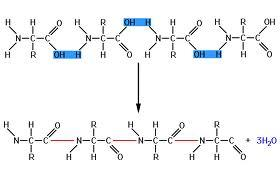 H H O R OH H H O R OH
H N C C H N C C H N C C H N C C
R OH H H O R OH H H O
H H O R H O R
N C C N C C N C C N C C O + 3H₂O
R H H O R H H